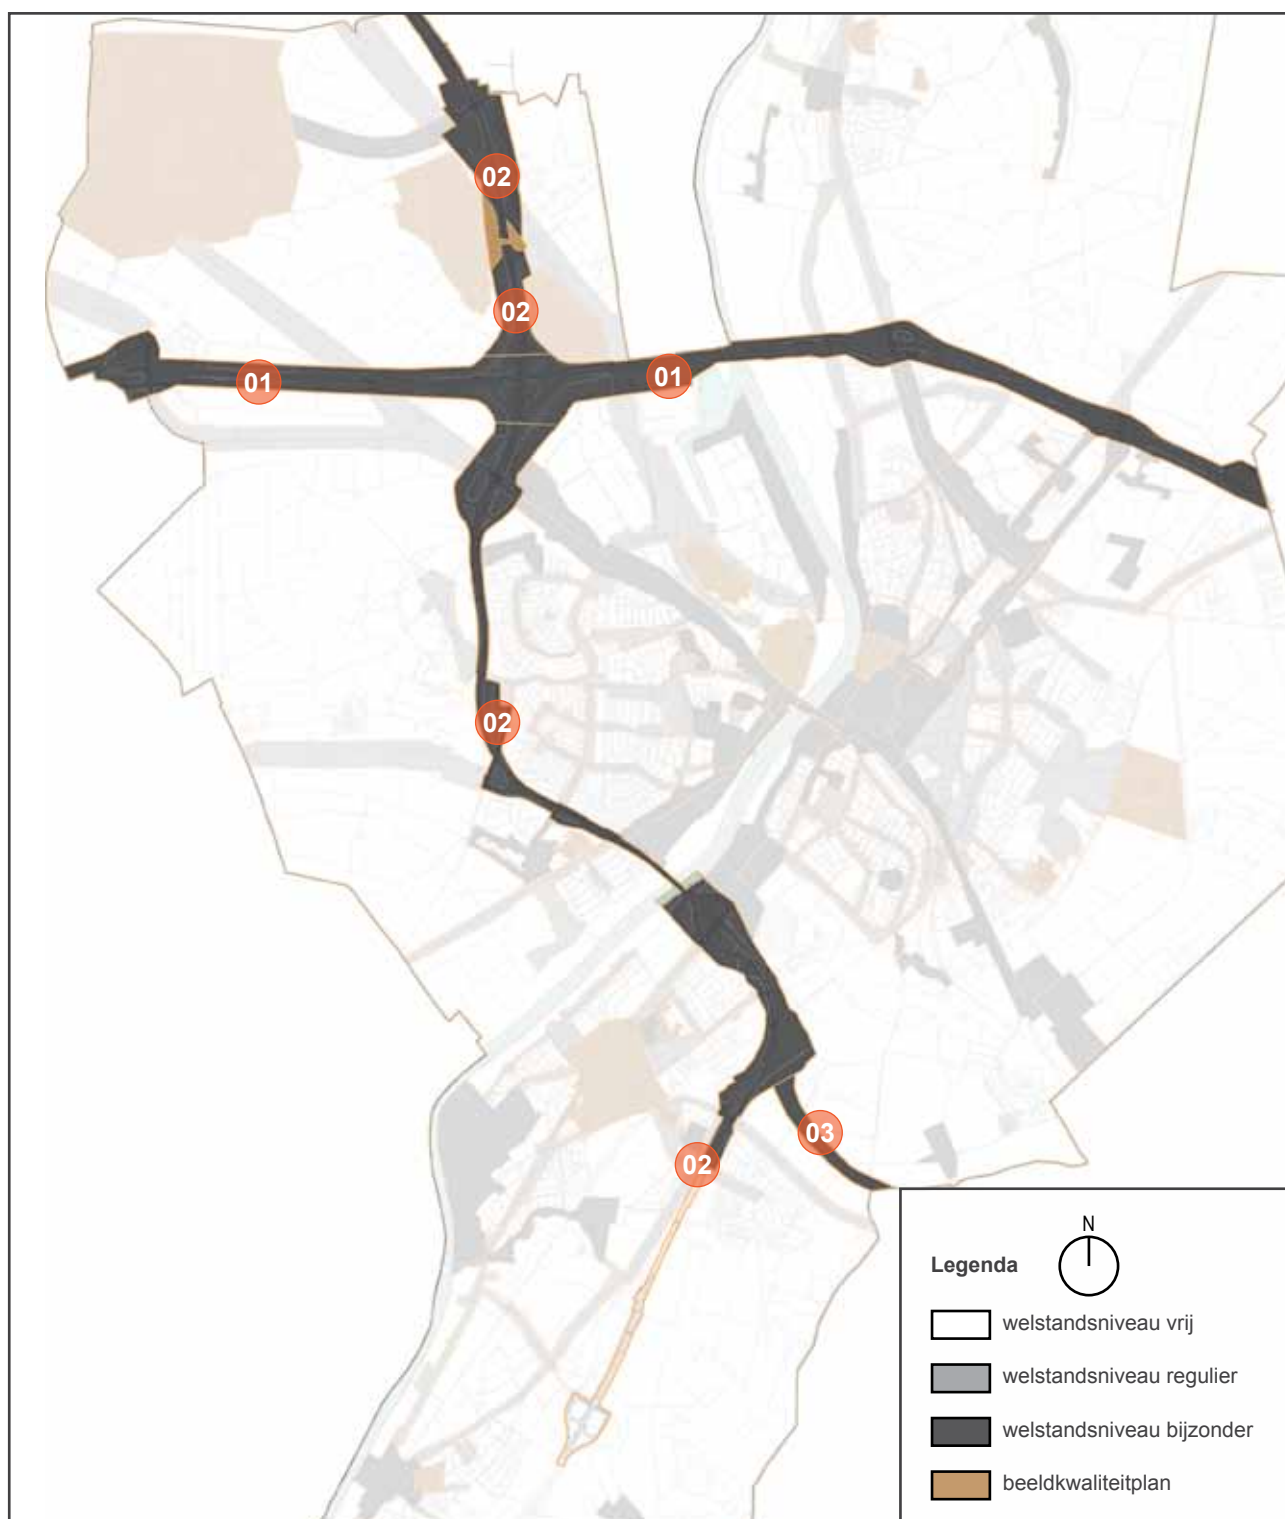 02
02
01
01
02
03
02
N
Legenda
welstandsniveau vrij
welstandsniveau regulier
welstandsniveau bijzonder
beeldkwaliteitplan